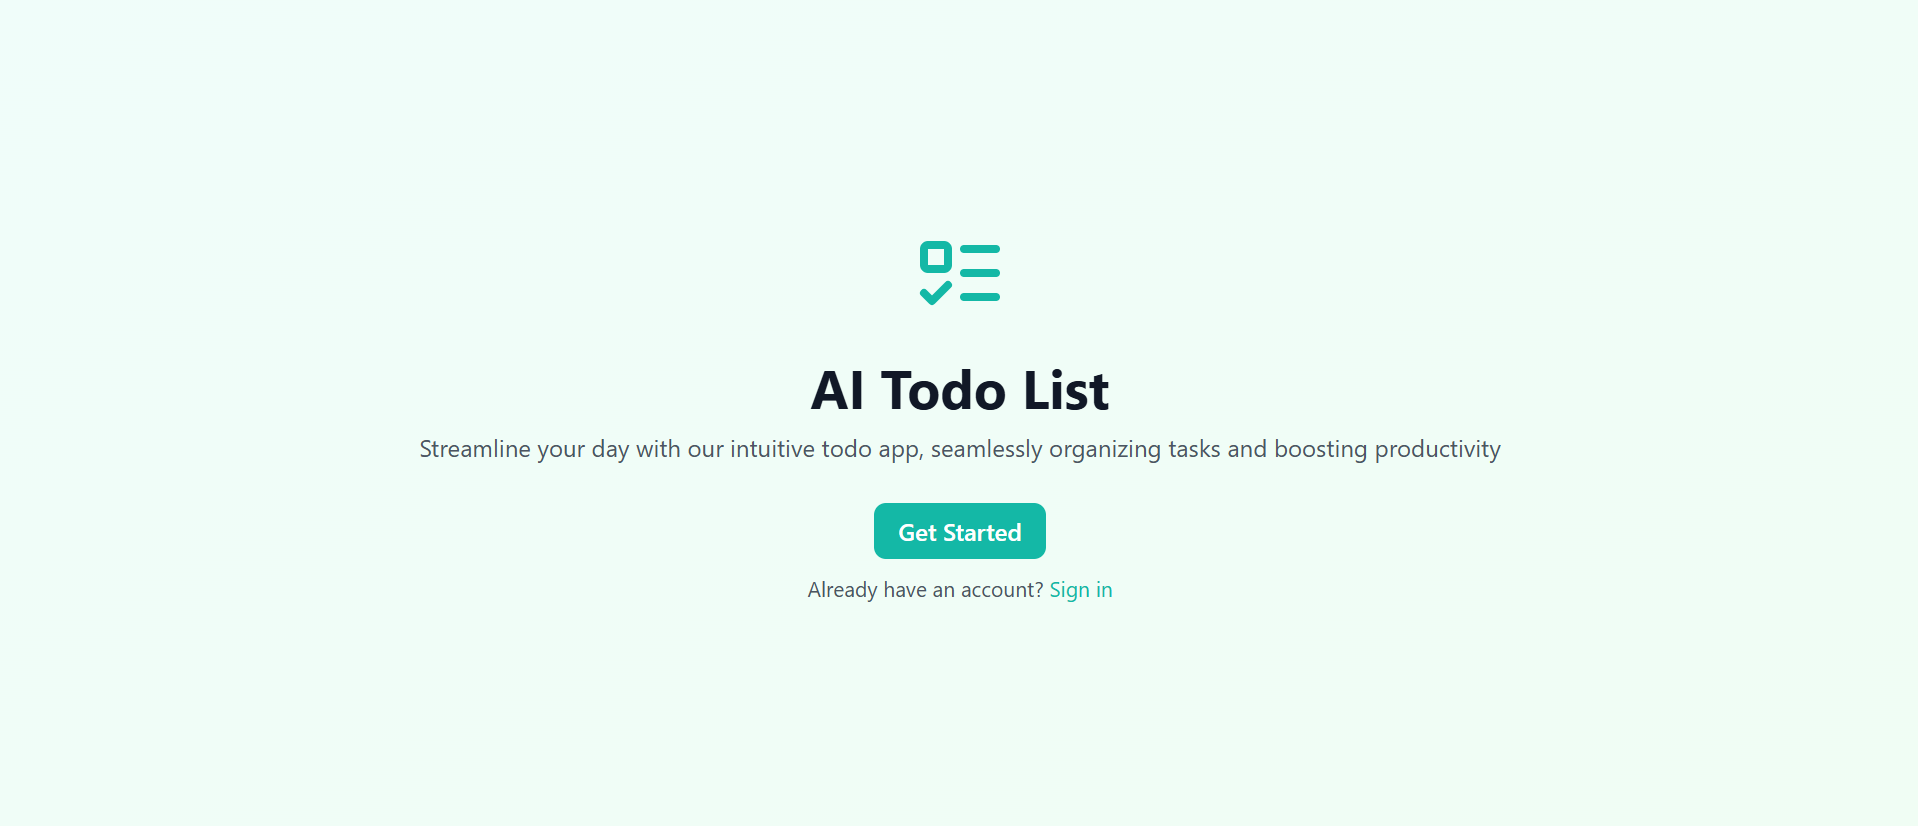 AI Todo List
Streamline your day with our intuitive todo app, seamlessly organizing tasks and boosting productivity
Get Started
Already have an account? Sign in